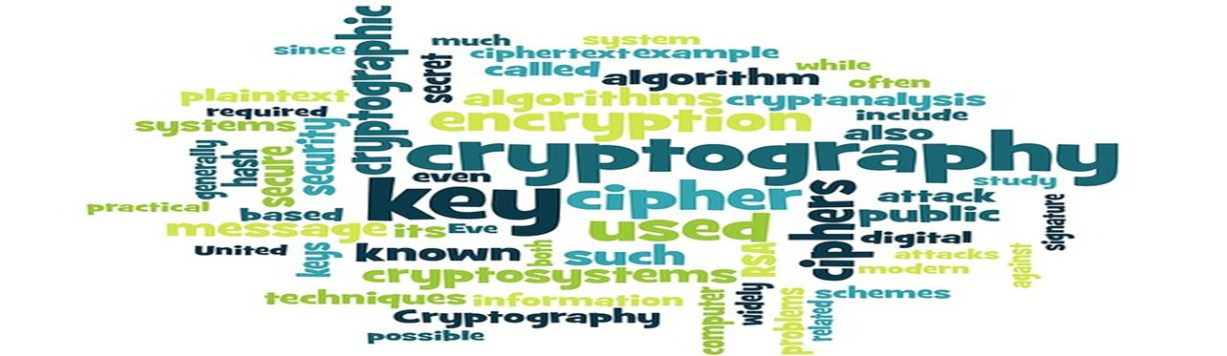 cryptographic
since
much
system
ciphertext
example
secret
called
algorithm
while
often
plaintext
algorithms
cryptanalysis
required
encryption
include
systems
security
also
generally
hash
secure
cryptography
even
study
key
cipher
ciphers
attack
practical
based
public
signature
message
its
Eve
used
digital
United
keys
known
both
such
RSA
attacks
against
cryptosystems
modern
techniques
information
computer
widely
problems
related
schemes
Cryptography
possible